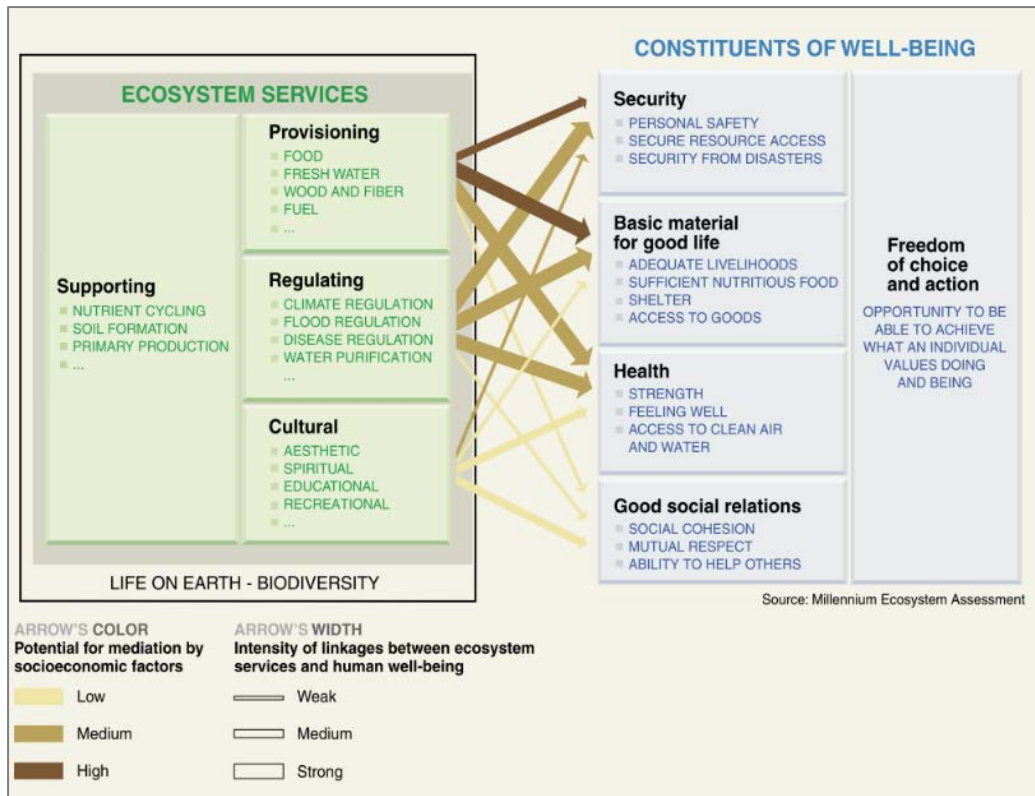 CONSTITUENTS OF WELL-BEING
ECOSYSTEM SERVICES
Supporting
NUTRIENT CYCLING
SOIL FORMATION
PRIMARY PRODUCTION
...
Provisioning
FOOD
FRESH WATER
WOOD AND FIBER
FUEL
...
Regulating
CLIMATE REGULATION
FLOOD REGULATION
DISEASE REGULATION
WATER PURIFICATION
...
Cultural
AESTHETIC
SPIRITUAL
EDUCATIONAL
RECREATIONAL
...
LIFE ON EARTH - BIODIVERSITY
Security
PERSONAL SAFETY
SECURE RESOURCE ACCESS
SECURITY FROM DISASTERS
Basic material
for good life
ADEQUATE LIVELIHOODS
SUFFICIENT NUTRITIOUS FOOD
SHELTER
ACCESS TO GOODS
Health
STRENGTH
FEELING WELL
ACCESS TO CLEAN AIR
AND WATER
Good social relations
SOCIAL COHESION
MUTUAL RESPECT
ABILITY TO HELP OTHERS
Freedom
of choice
and action
OPPORTUNITY TO BE
ABLE TO ACHIEVE
WHAT AN INDIVIDUAL
VALUES DOING
AND BEING
Source: Millennium Ecosystem Assessment
ARROW'S COLOR
Potential for mediation by
socioeconomic factors
Low
Medium
High
ARROW'S WIDTH
Intensity of linkages between ecosystem
services and human well-being
Weak
Medium
Strong